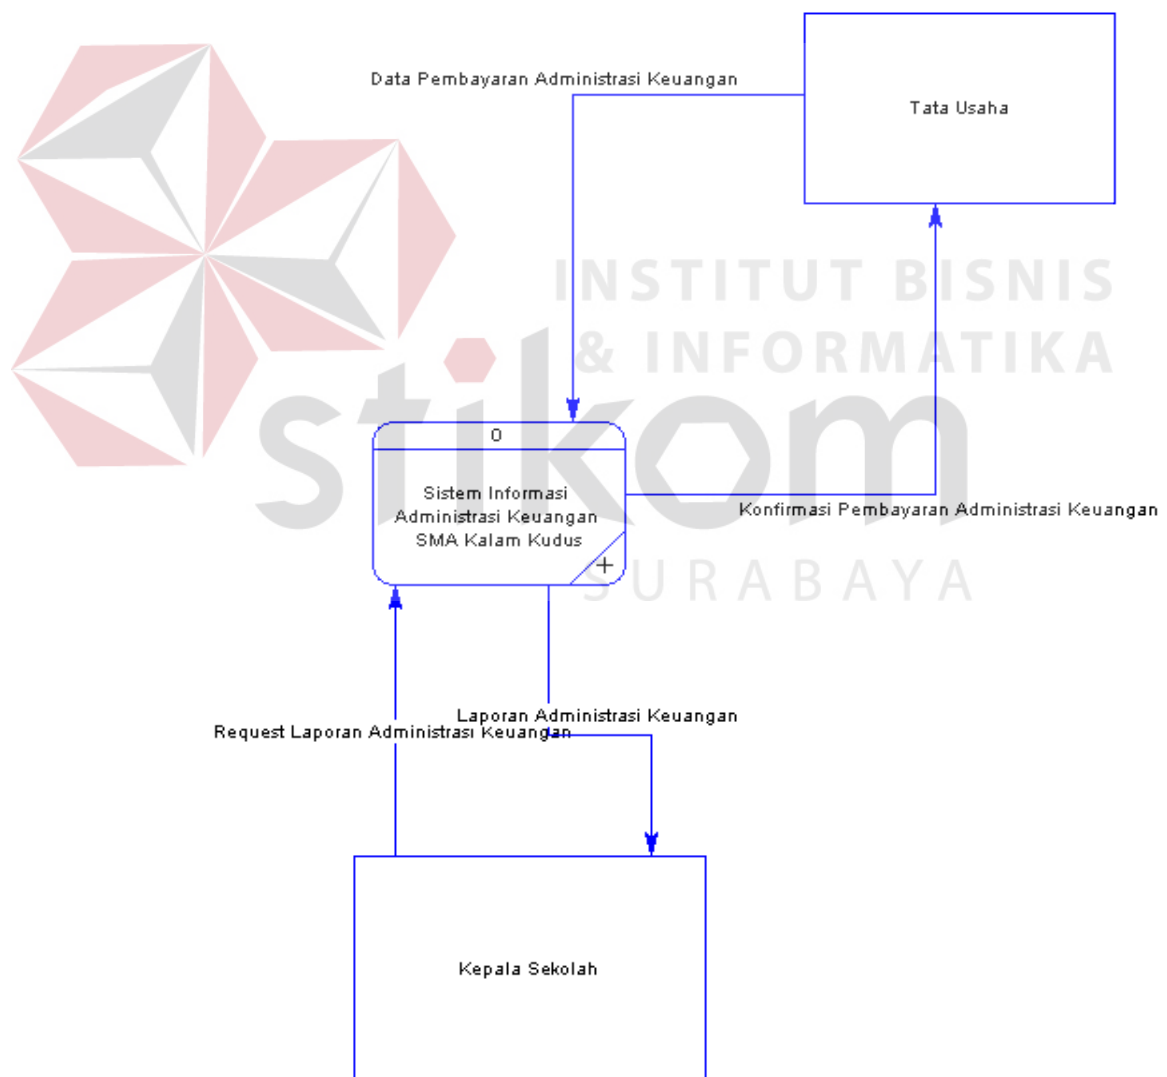 Data Pembayaran Administrasi Keuangan
Tata Usaha
INSTITUT BISNIS
& INFORMATIKA
stikom
SURABAYA
0
Sistem Informasi
Administrasi Keuangan
SMA Kalam Kudus
+
Konfirmasi Pembayaran Administrasi Keuangan
Laporan Administrasi Keuangan
Request Laporan Administrasi Keuangan
Kepala Sekolah